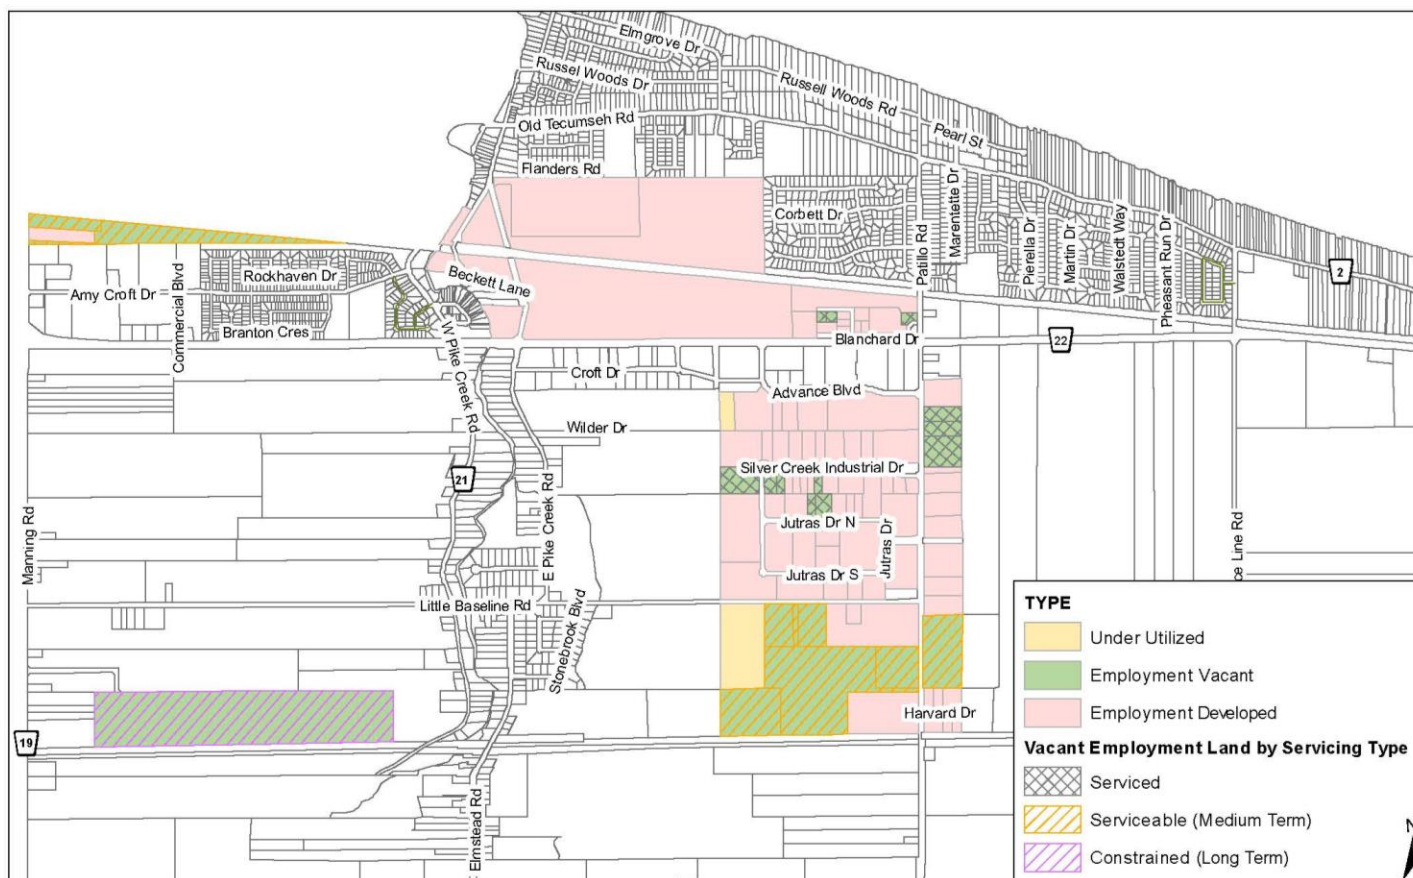 Elmgrove Dr
Russel Woods Dr
Russell Woods Rd
Old Tecumseh Rd
Pearl St
Flanders Rd
Corbett Dr
Patillo Rd
Marentette Dr
Pierella Dr
Martin Dr
Walstedt Way
Pheasant Run Dr
2
Rockhaven Dr
Beckett Lane
Amy Croft Dr
Commercial Blvd
Branton Cres
W Pike Creek Rd
Blanchard Dr
22
Croft Dr
Advance Blvd
Wilder Dr
21
Silver Creek Industrial Dr
E Pike Creek Rd
Manning Rd
Jutras Dr N
Jutras Dr
Jutras Dr S
Line Rd
Little Baseline Rd
Stonebrook Blvd
Harvard Dr
19
Elmstead Rd
TYPE
Under Utilized
Employment Vacant
Employment Developed
Vacant Employment Land by Servicing Type
Serviced
Serviceable (Medium Term)
Constrained (Long Term)
N